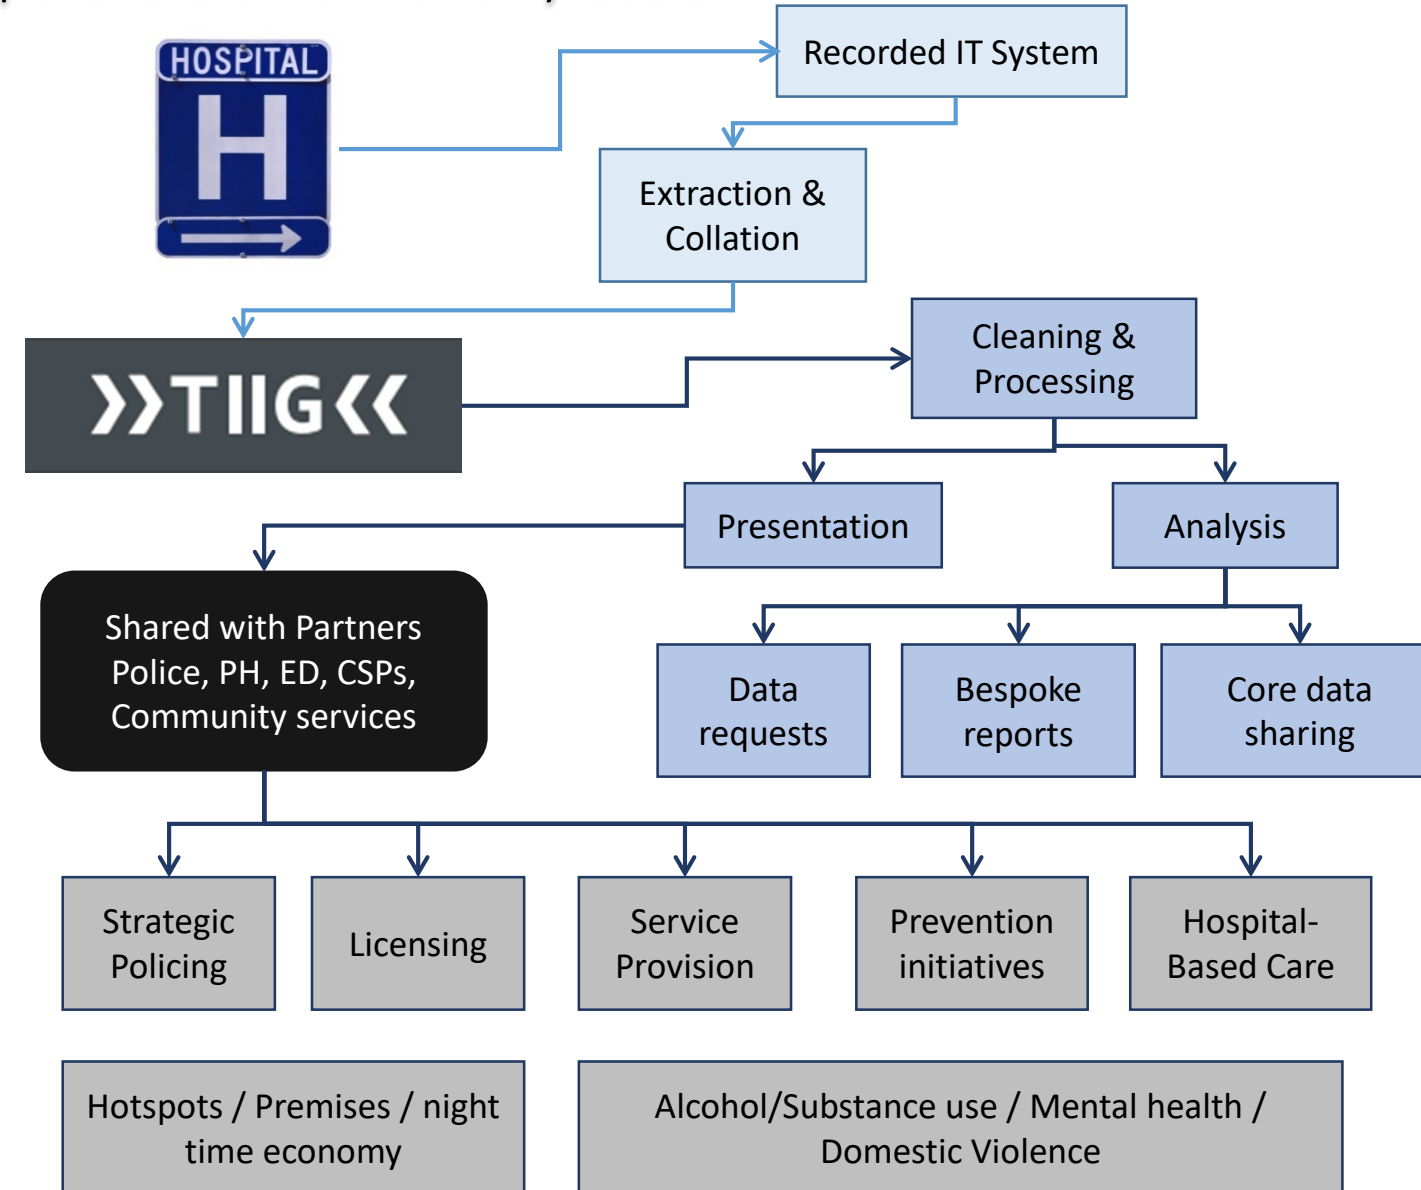 HOSPITAL
H
Recorded IT System
Extraction &
Collation
»TIIG«
Cleaning &
Processing
Presentation
Analysis
Shared with Partners
Police, PH, ED, CSPs,
Community services
Data
requests
Bespoke
reports
Core data
sharing
Strategic
Policing
Licensing
Service
Provision
Prevention
initiatives
Hospital-
Based Care
Hotspots / Premises / night
time economy
Alcohol/Substance use / Mental health /
Domestic Violence